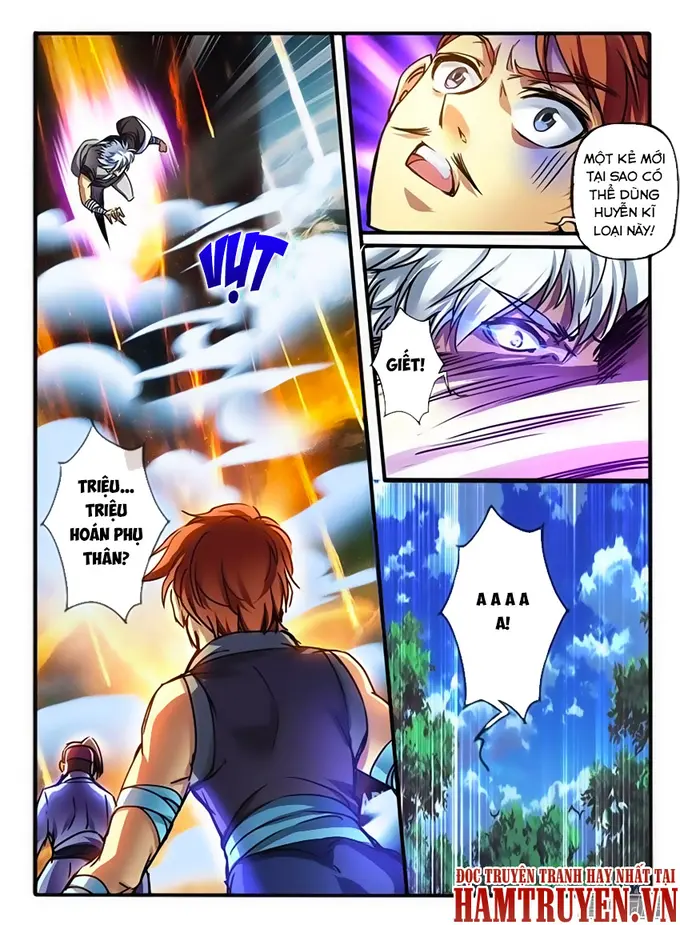 VỤT
TRIỆU...
TRIỆU
HOÁN PHỤ
THÂN?
MỘT KẺ MỚI
TẠI SAO CÓ
THỂ DÙNG
HUYỄN KĨ
LOẠI NÀY!
GIẾT!
A A A A
A!
ĐỌC TRUYỆN TRANH HAY NHẤT TẠI
HAMTRUYEN.VN